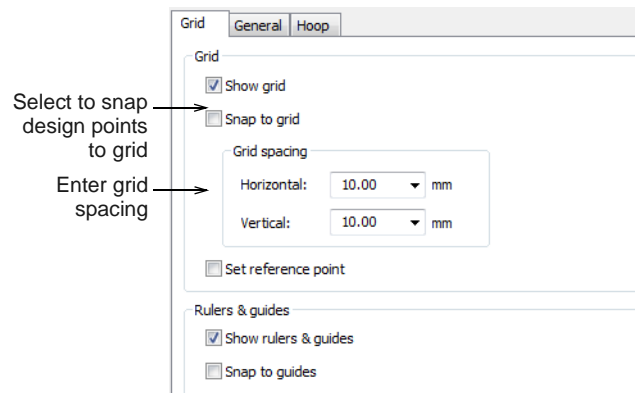 Grid General Hoop
Grid
Show grid
Select to snap
design points
to grid
Snap to grid
Grid spacing
Enter grid
spacing
Horizontal: 10.00 mm
Vertical: 10.00 mm
Set reference point
Rulers & guides
Show rulers & guides
Snap to guides